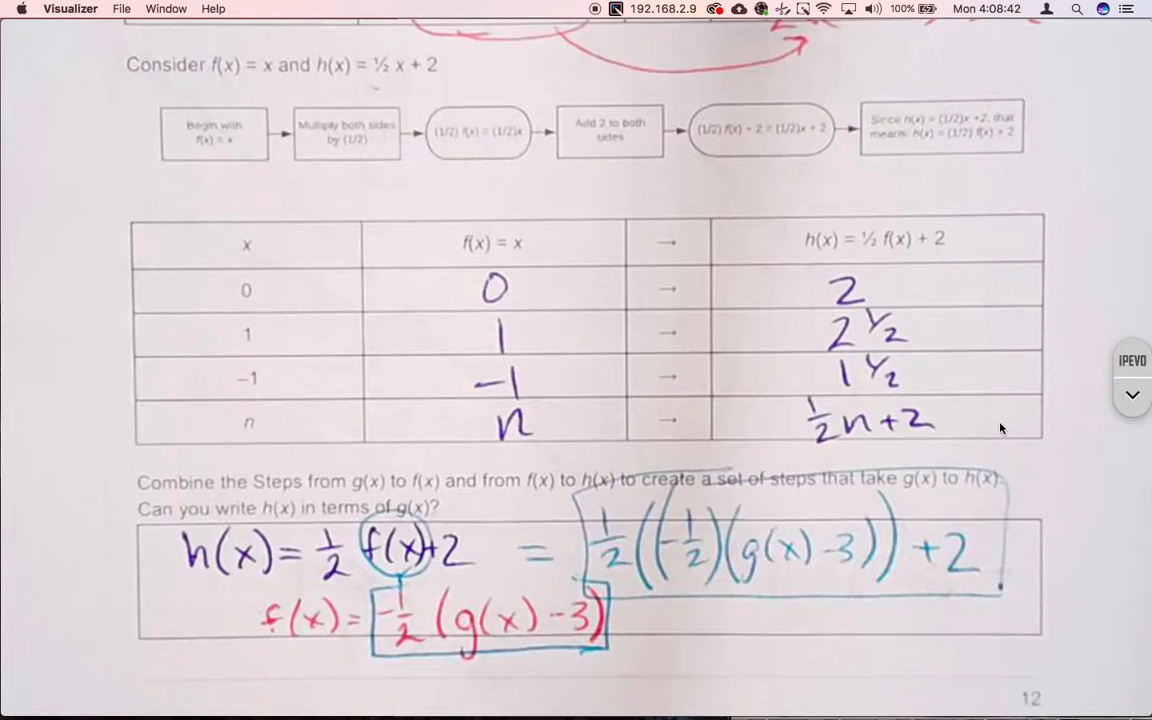 Visualizer File Window Help 192.168.2.9 100% Mon 4:08:42
Consider f(x) = x and h(x) = ½ x + 2
Begin with
f(x) = x
Multiply both sides
by (1/2)
(1/2) f(x) = (1/2)x
Add 2 to both
sides
(1/2) f(x) + 2 = (1/2)x + 2
Since h(x) = (1/2)x +2, that
means h(x) = (1/2) f(x) + 2
x f(x) = x → h(x) = ½ f(x) + 2
0 0 → 2
1 1 → 2 1/2
−1 −1 → 1 1/2
n n → 1/2 n + 2
IPEVO
Combine the Steps from g(x) to f(x) and from f(x) to h(x) to create a set of steps that take g(x) to h(x).
Can you write h(x) in terms of g(x)?
h(x) = 1/2 f(x) + 2 = 1/2 ((-1/2)(g(x) - 3)) + 2
f(x) = -1/2 (g(x) - 3)
12